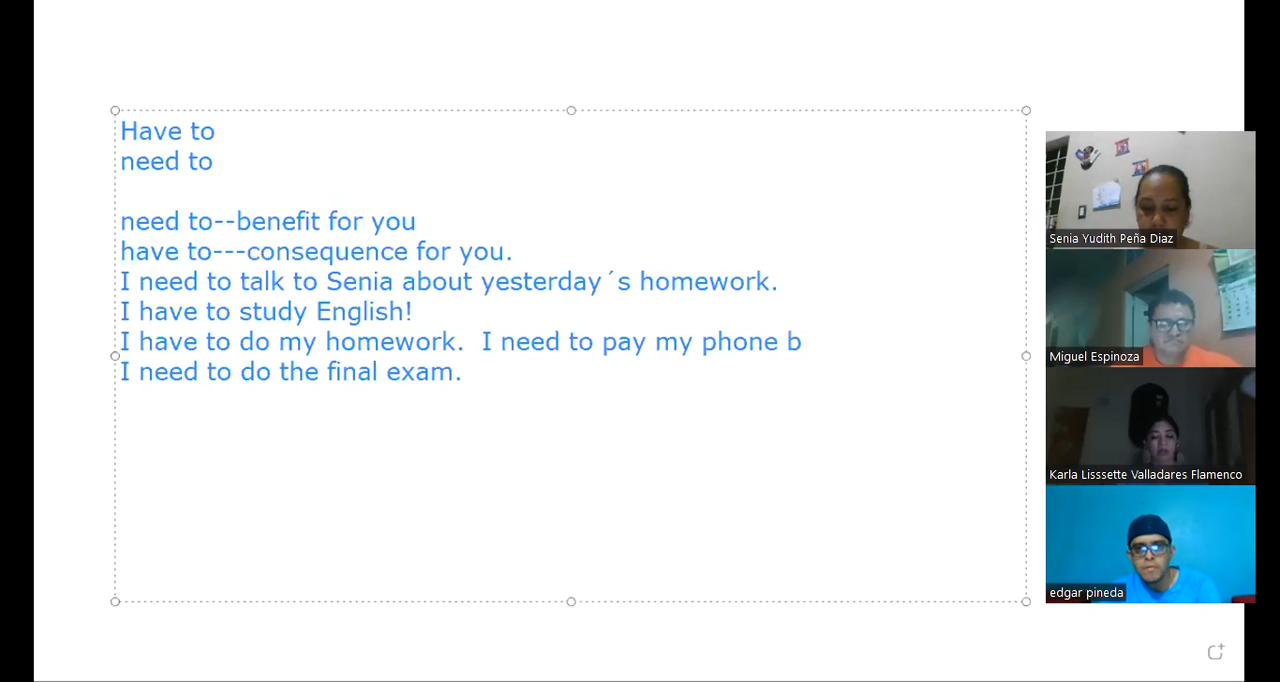 Have to
need to
need to--benefit for you
have to---consequence for you.
I need to talk to Senia about yesterday´s homework.
I have to study English!
I have to do my homework.  I need to pay my phone b
I need to do the final exam.
Senia Yudith Peña Diaz
Miguel Espinoza
Karla Lisssette Valladares Flamenco
edgar pineda